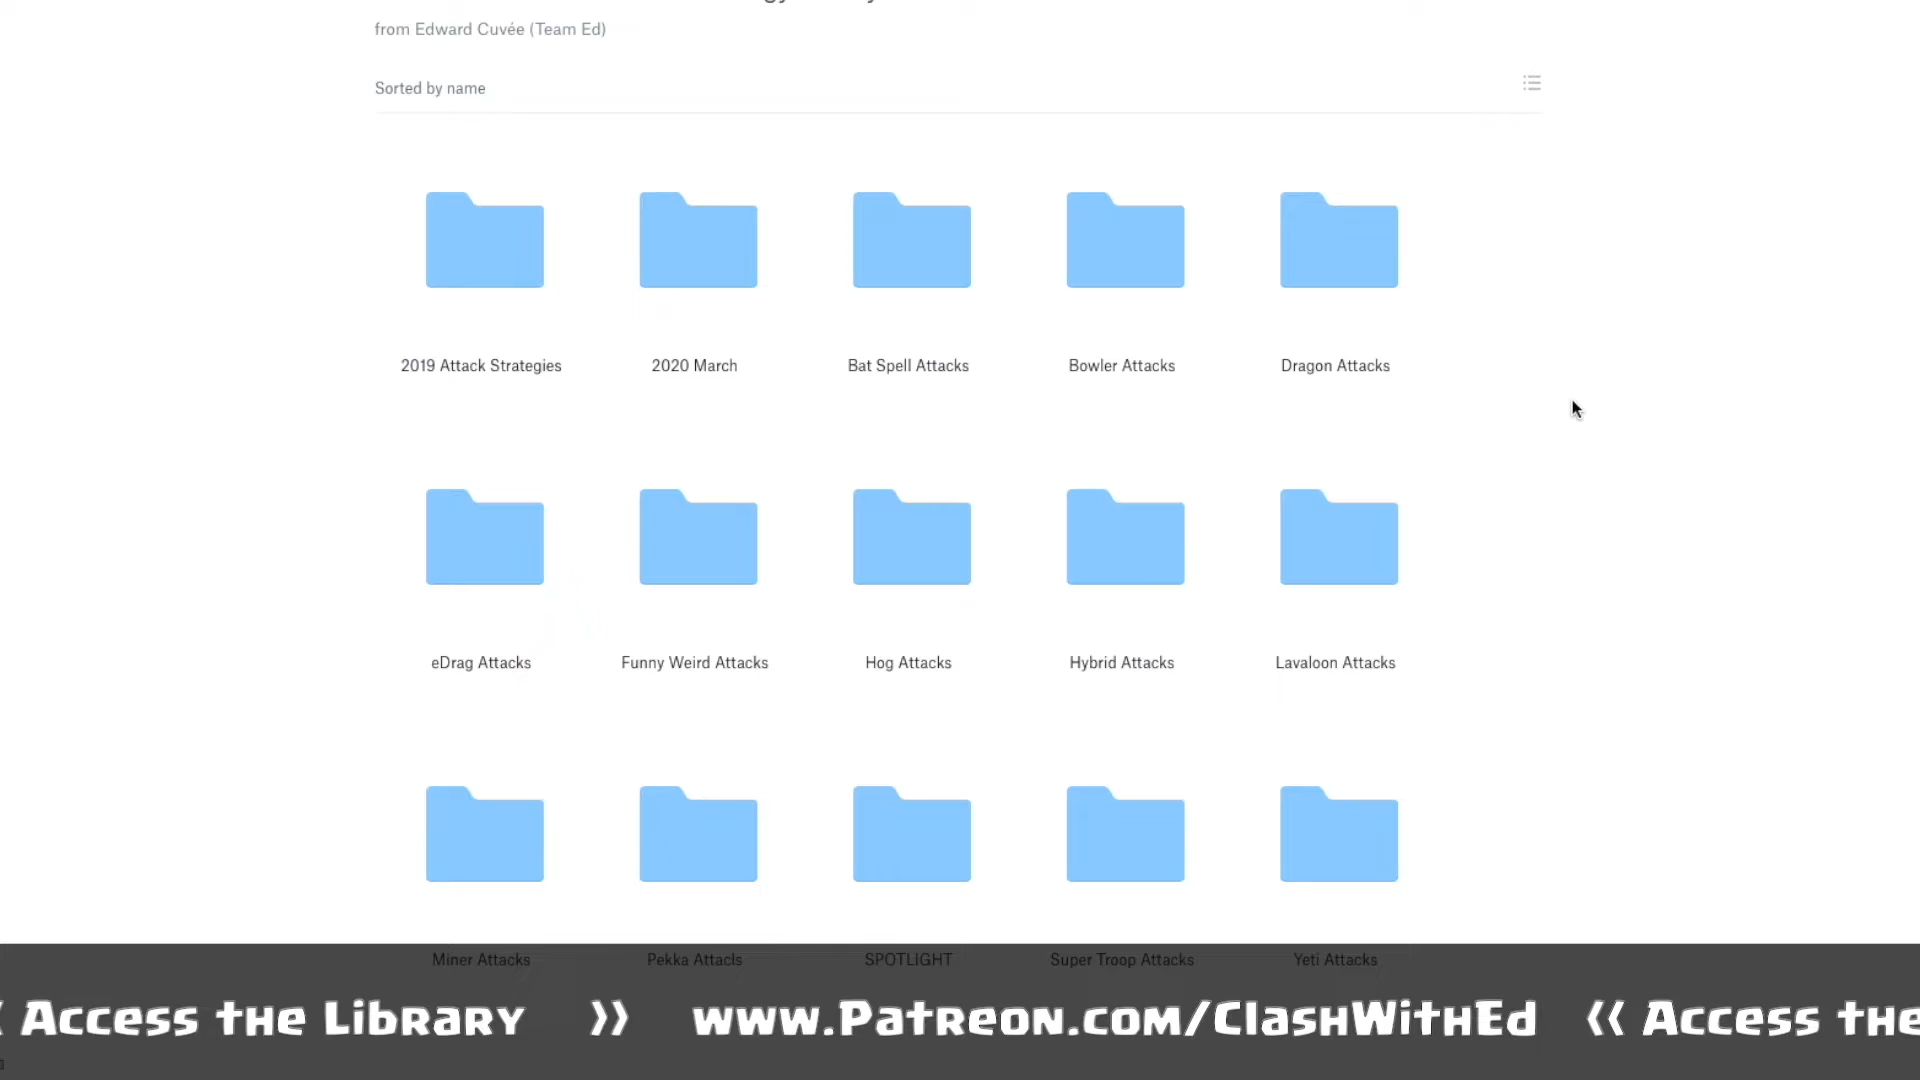 from Edward Cuvée (Team Ed)
Sorted by name
2019 Attack Strategies
2020 March
Bat Spell Attacks
Bowler Attacks
Dragon Attacks
eDrag Attacks
Funny Weird Attacks
Hog Attacks
Hybrid Attacks
Lavaloon Attacks
Miner Attacks
Pekka Attacls
SPOTLIGHT
Super Troop Attacks
Yeti Attacks
Access the Library >> www.Patreon.com/ClashWithEd << Access the